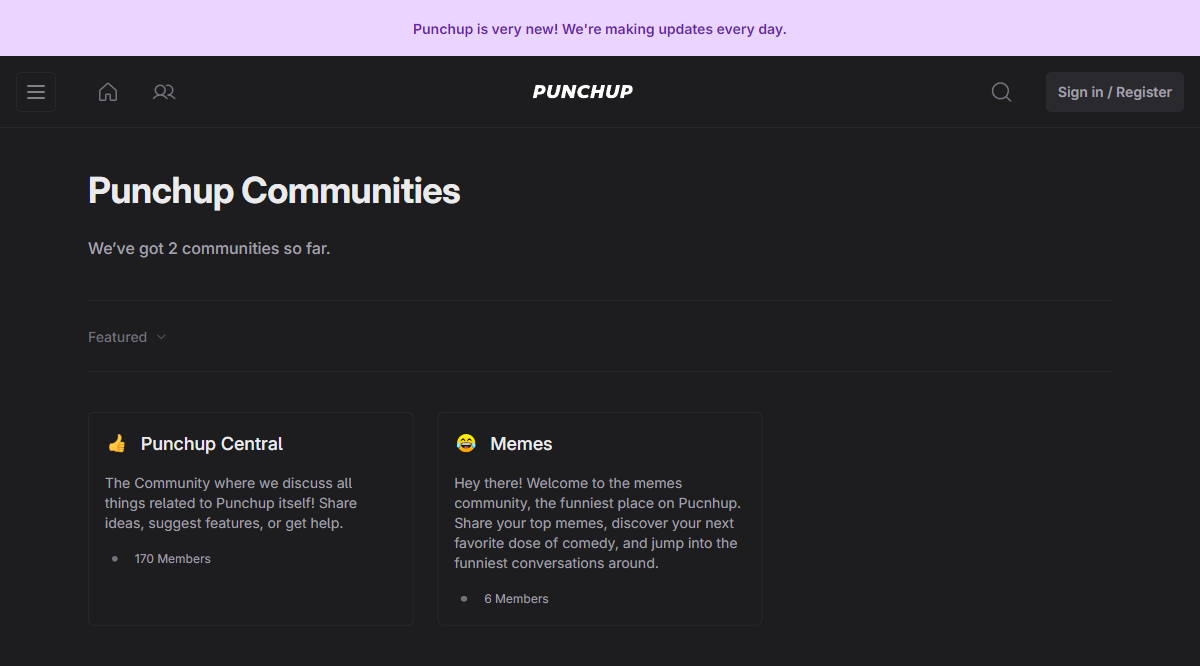 Punchup is very new! We're making updates every day.
PUNCHUP
Sign in / Register
Punchup Communities
We’ve got 2 communities so far.
Featured
Punchup Central
The Community where we discuss all
things related to Punchup itself! Share
ideas, suggest features, or get help.
170 Members
Memes
Hey there! Welcome to the memes
community, the funniest place on Pucnhup.
Share your top memes, discover your next
favorite dose of comedy, and jump into the
funniest conversations around.
6 Members